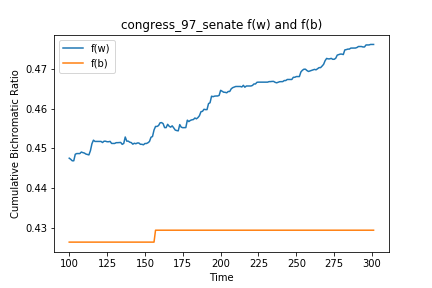 congress_97_senate f(w) and f(b)
f(w)
f(b)
Cumulative Bichromatic Ratio
0.47
0.46
0.45
0.44
0.43
100 125 150 175 200 225 250 275 300
Time